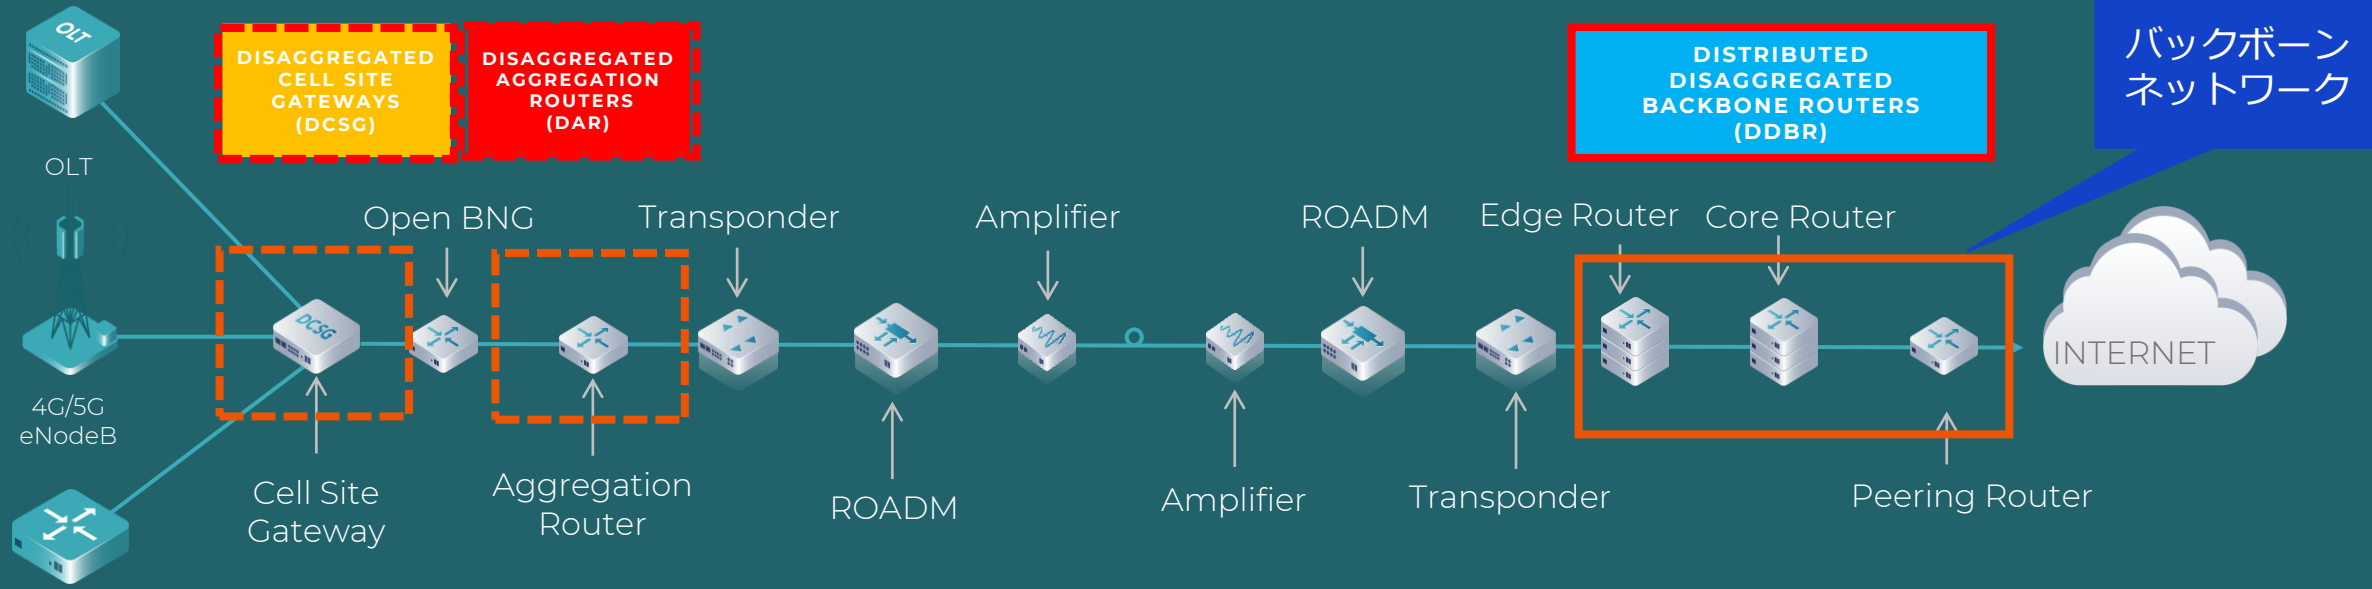 OLT
DISAGGREGATED
CELL SITE
GATEWAYS
(DCSG)
DISAGGREGATED
AGGREGATION
ROUTERS
(DAR)
DISTRIBUTED
DISAGGREGATED
BACKBONE ROUTERS
(DDBR)
バックボーン
ネットワーク
OLT
Open BNG
Transponder
Amplifier
ROADM
Edge Router
Core Router
DCSG
INTERNET
4G/5G
eNodeB
Cell Site
Gateway
Aggregation
Router
ROADM
Amplifier
Transponder
Peering Router